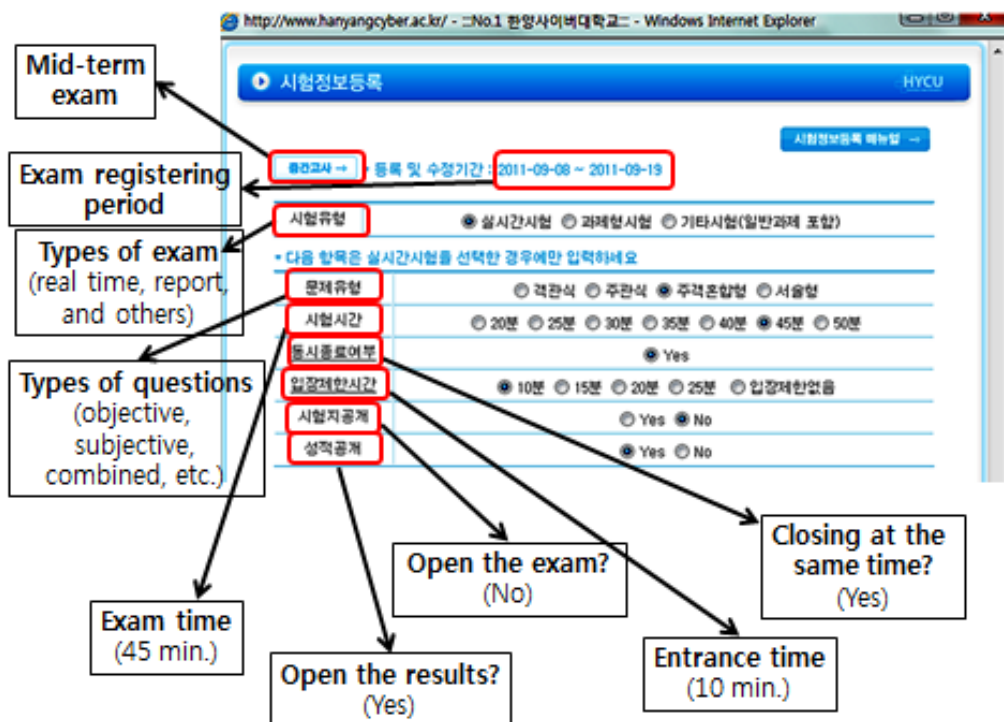 http://www.hanyangcyber.ac.kr/ - :::No.1 한양사이버대학교::: - Windows Internet Explorer
시험정보등록
HYCU
시험정보등록 매뉴얼 →
중간고사 → 등록 및 수정기간 : 2011-09-08 ~ 2011-09-19
시험유형 실시간시험 과제형시험 기타시험(일반과제 포함)
• 다음 항목은 실시간시험을 선택한 경우에만 입력하세요
문제유형 객관식 주관식 주객혼합형 서술형
시험시간 20분 25분 30분 35분 40분 45분 50분
동시종료여부 Yes
입장제한시간 10분 15분 20분 25분 입장제한없음
시험지공개 Yes No
성적공개 Yes No
Mid-term
exam
Exam registering
period
Types of exam
(real time, report,
and others)
Types of questions
(objective,
subjective,
combined, etc.)
Exam time
(45 min.)
Open the results?
(Yes)
Open the exam?
(No)
Entrance time
(10 min.)
Closing at the
same time?
(Yes)